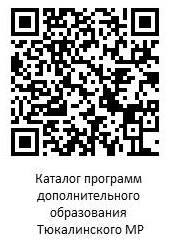 Каталог программ
дополнительного
образования
Тюкалинского МР